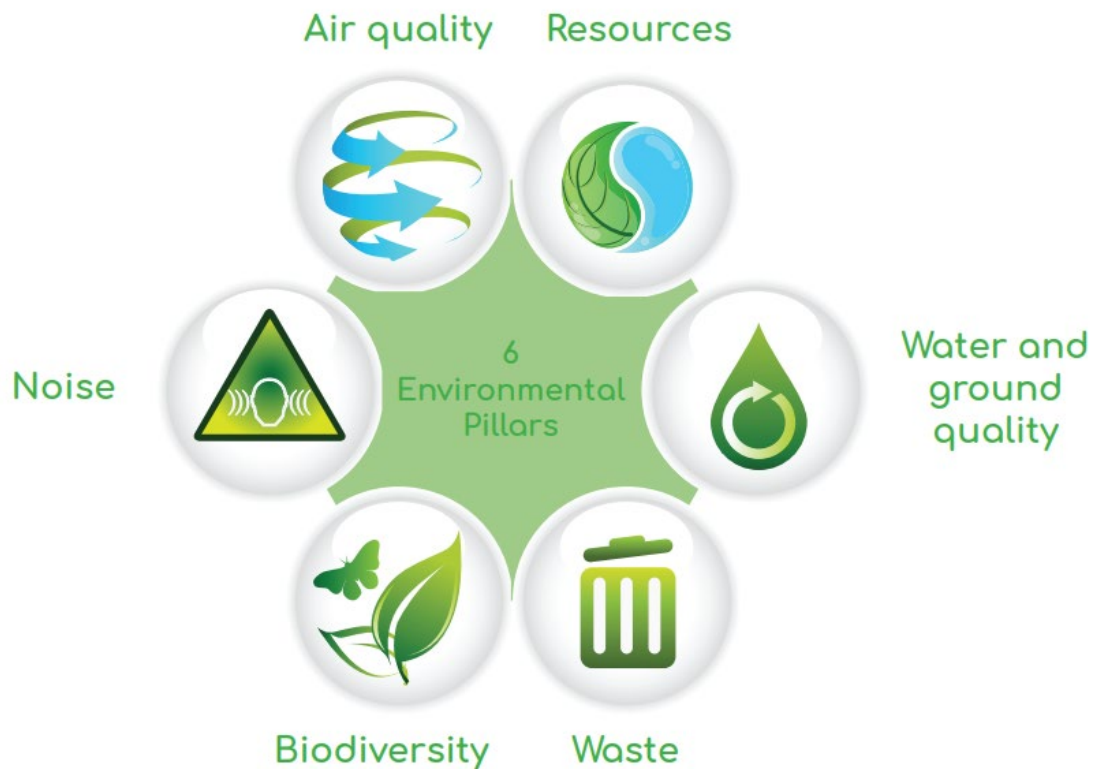 Air quality
Resources
Noise
6
Environmental
Pillars
Water and
ground
quality
Biodiversity
Waste